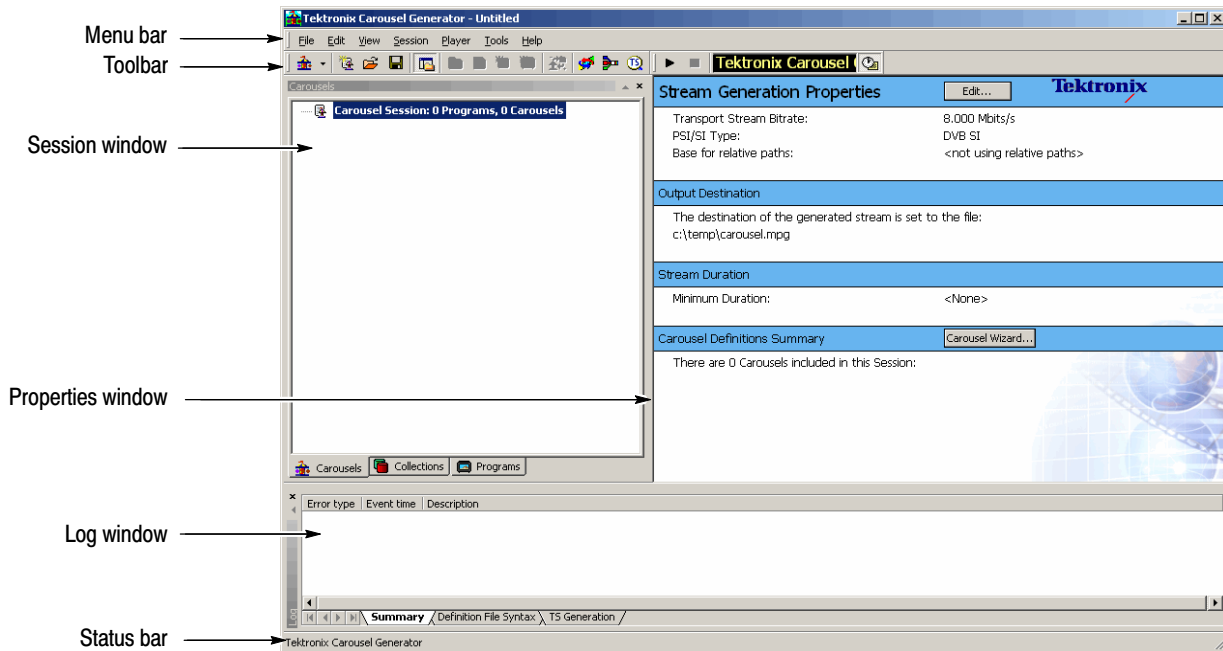 Tektronix Carousel Generator - Untitled
Menu bar
File Edit View Session Player Tools Help
Toolbar
TS
Tektronix Carousel
Carousels
Carousel Session: 0 Programs, 0 Carousels
Session window
Stream Generation Properties Edit... Tektronix
Transport Stream Bitrate: 8.000 Mbits/s
PSI/SI Type: DVB SI
Base for relative paths: <not using relative paths>
Output Destination
The destination of the generated stream is set to the file:
c:\temp\carousel.mpg
Stream Duration
Minimum Duration: <None>
Carousel Definitions Summary Carousel Wizard...
There are 0 Carousels included in this Session:
Properties window
Carousels Collections Programs
Error type Event time Description
Log window
Log
Summary Definition File Syntax TS Generation
Status bar
Tektronix Carousel Generator